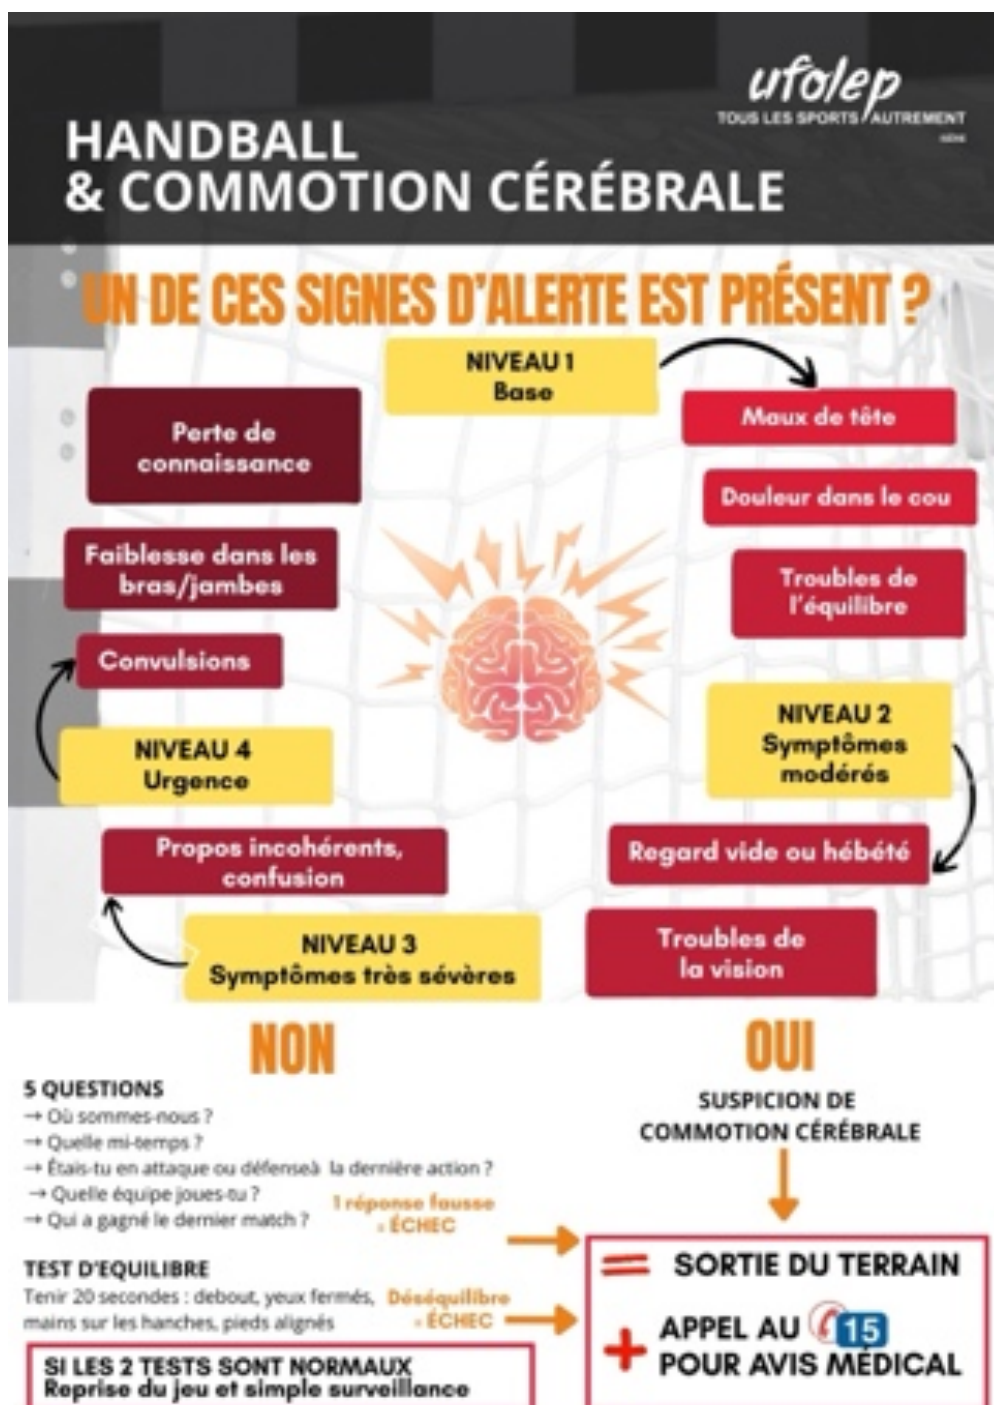 ufolep
TOUS LES SPORTS AUTREMENT
HANDBALL
& COMMOTION CÉRÉBRALE
UN DE CES SIGNES D'ALERTE EST PRÉSENT ?
NIVEAU 1
Base
Maux de tête
Douleur dans le cou
Troubles de
l'équilibre
NIVEAU 2
Symptômes
modérés
Regard vide ou hébété
Troubles de
la vision
NIVEAU 3
Symptômes très sévères
Propos incohérents,
confusion
NIVEAU 4
Urgence
Convulsions
Faiblesse dans les
bras/jambes
Perte de
connaissance
NON
5 QUESTIONS
→ Où sommes-nous ?
→ Quelle mi-temps ?
→ Étais-tu en attaque ou défenseà la dernière action ?
→ Quelle équipe joues-tu ?
→ Qui a gagné le dernier match ?
1 réponse fausse
= ÉCHEC
TEST D'EQUILIBRE
Tenir 20 secondes : debout, yeux fermés,
mains sur les hanches, pieds alignés
Déséquilibre
= ÉCHEC
SI LES 2 TESTS SONT NORMAUX
Reprise du jeu et simple surveillance
OUI
SUSPICION DE
COMMOTION CÉRÉBRALE
= SORTIE DU TERRAIN
+ APPEL AU 15
POUR AVIS MÉDICAL